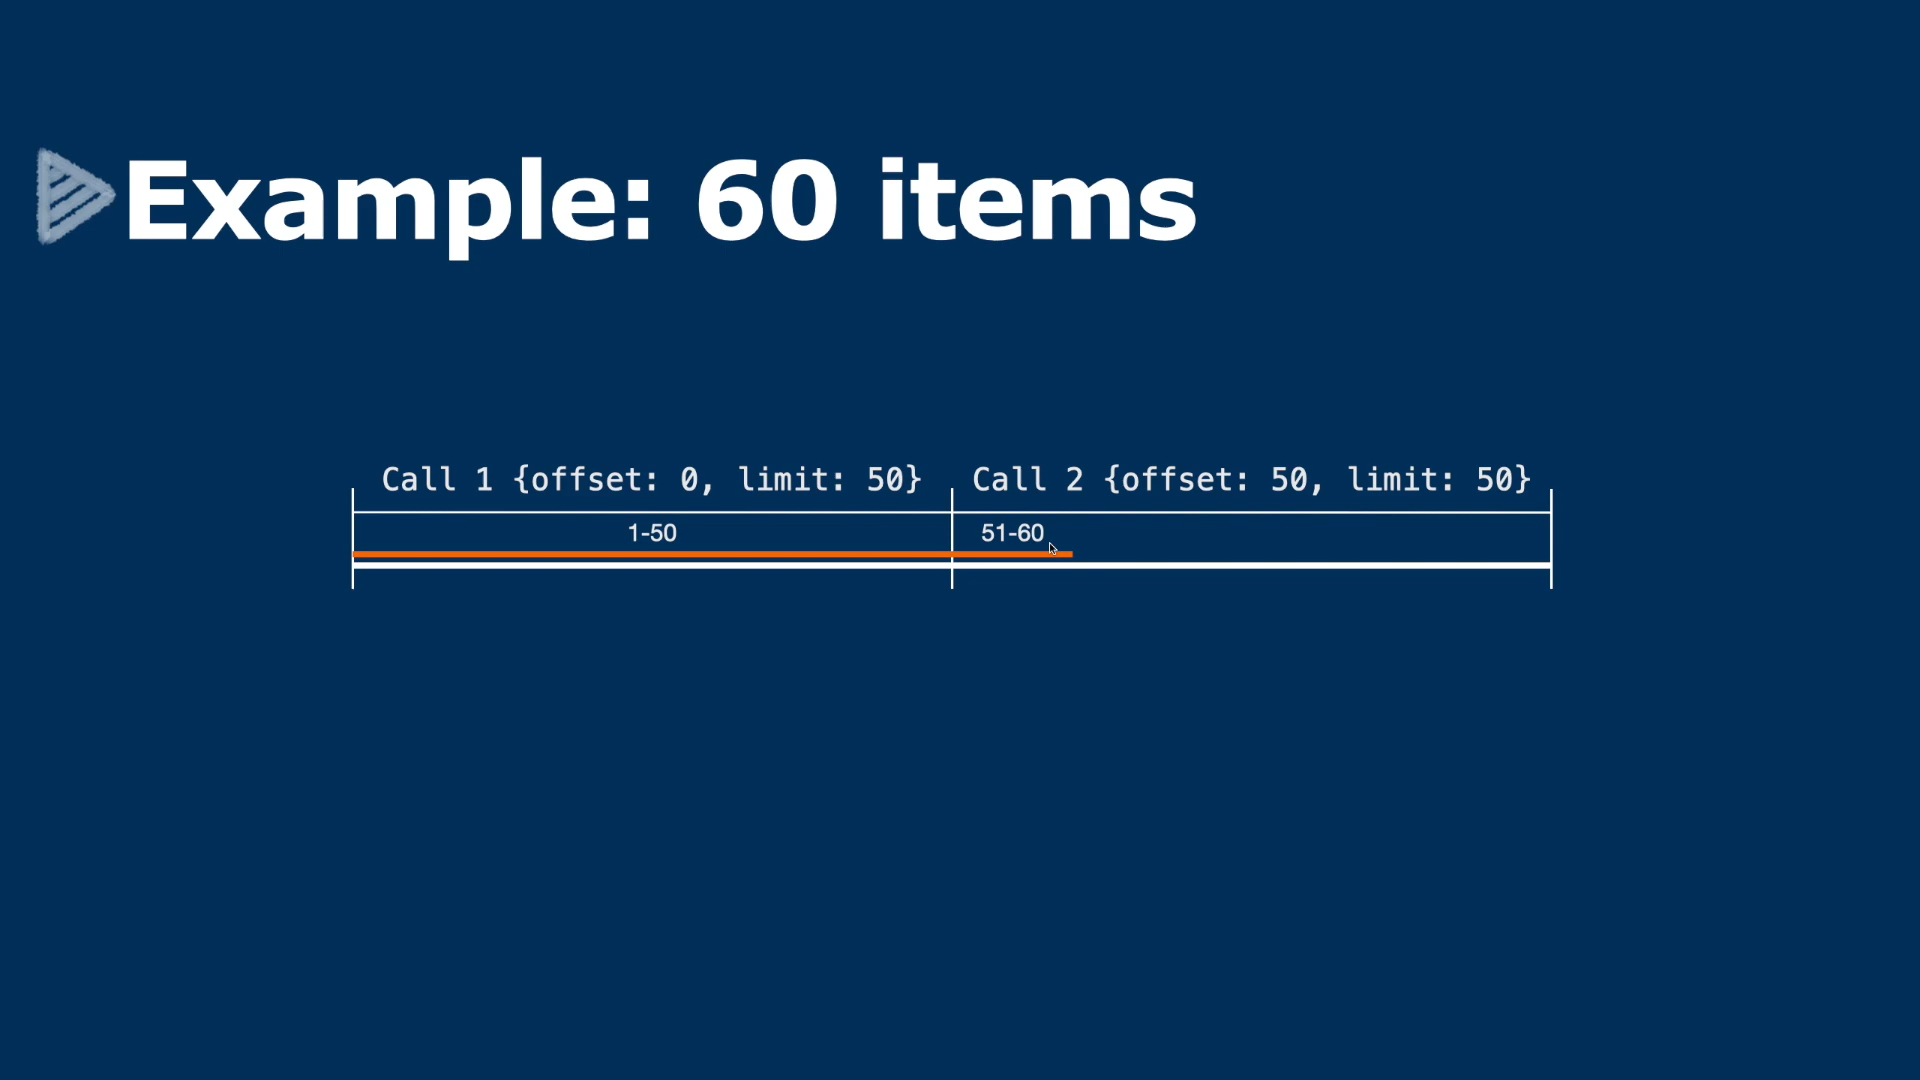 Example: 60 items
Call 1 {offset: 0, limit: 50} Call 2 {offset: 50, limit: 50}
1-50 51-60